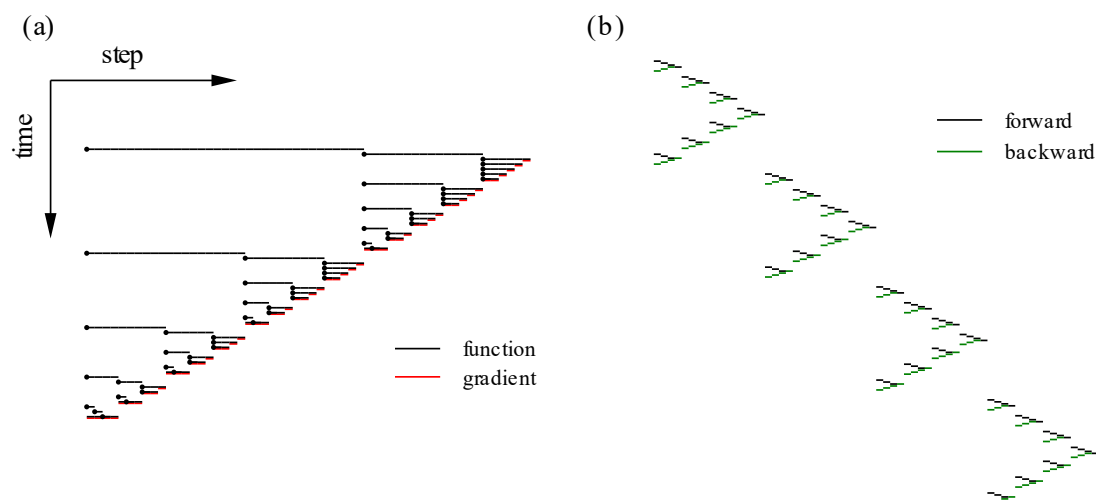 (a)
step
time
function
gradient
(b)
forward
backward